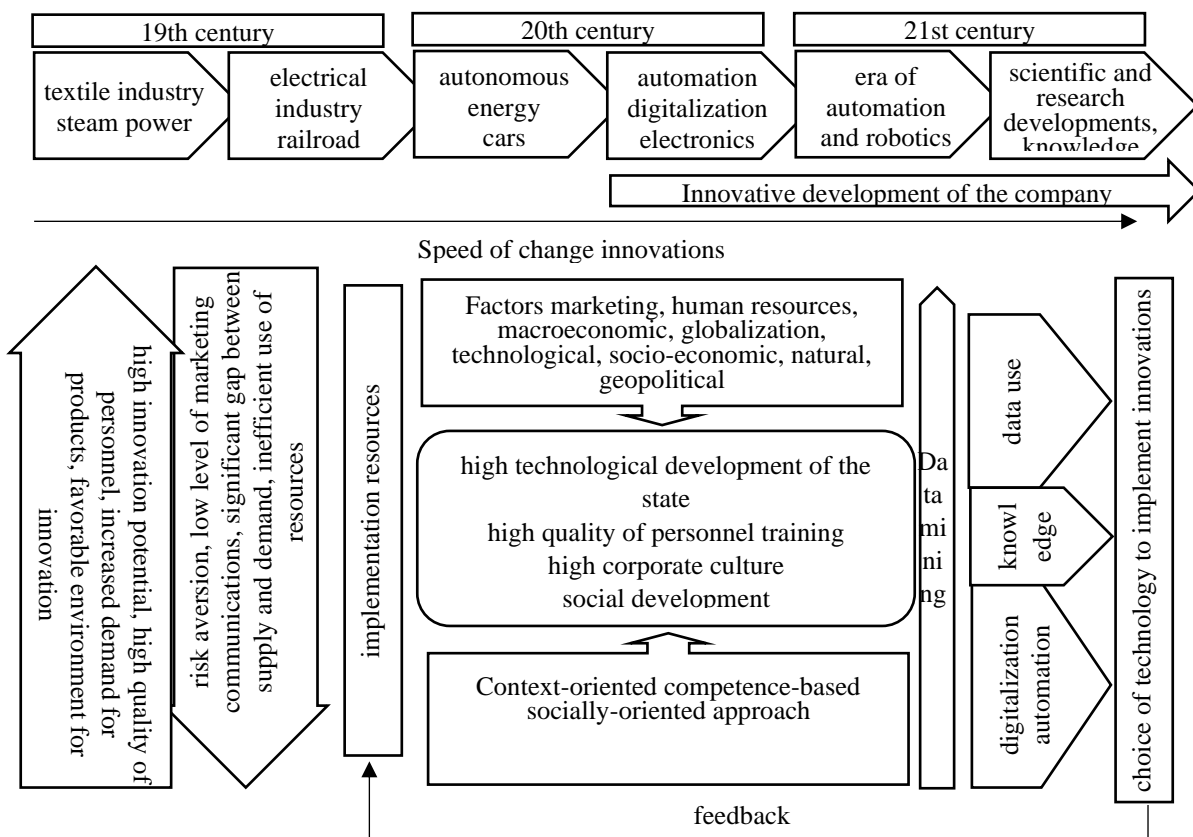 19th century
20th century
21st century
textile industry
steam power
electrical
industry
railroad
autonomous
energy
cars
automation
digitalization
electronics
era of
automation
and robotics
scientific and
research
developments,
knowledge
Innovative development of the company
Speed of change innovations
high innovation potential, high quality of
personnel, increased demand for
products, favorable environment for
innovation
risk aversion, low level of marketing
communications, significant gap between
supply and demand, inefficient use of
resources
implementation resources
Factors marketing, human resources,
macroeconomic, globalization,
technological, socio-economic, natural,
geopolitical
high technological development of the
state
high quality of personnel training
high corporate culture
social development
Context-oriented competence-based
socially-oriented approach
Da
ta
mi
ni
ng
data use
knowl
edge
digitalization
automation
choice of technology to implement innovations
feedback